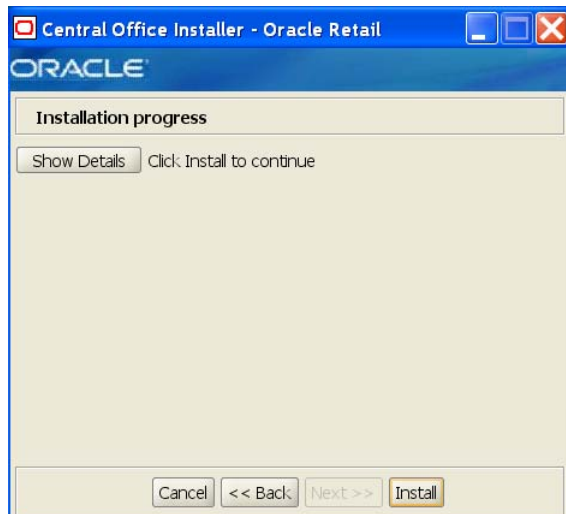 Central Office Installer - Oracle Retail
ORACLE
Installation progress
Show Details Click Install to continue
Cancel << Back Next >> Install